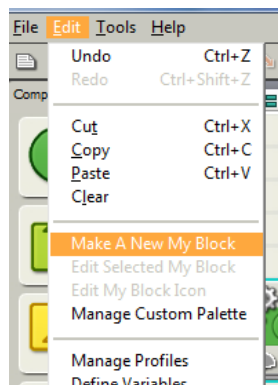 File Edit Tools Help
Comp
Undo Ctrl+Z
Redo Ctrl+Shift+Z
Cut Ctrl+X
Copy Ctrl+C
Paste Ctrl+V
Clear
Make A New My Block
Edit Selected My Block
Edit My Block Icon
Manage Custom Palette
Manage Profiles
Define Variables